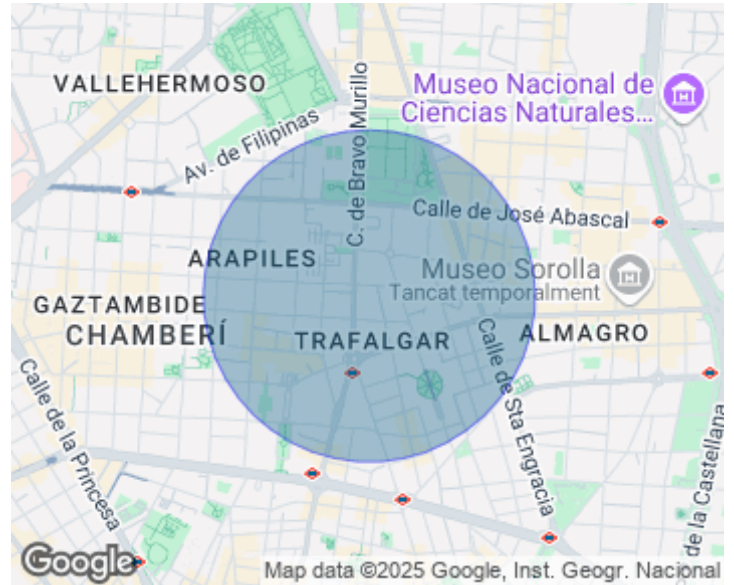 VALLEHERMOSO
Museo Nacional de
Ciencias Naturales...
Av. de Filipinas
C. de Bravo Murillo
Calle de José Abascal
ARAPILES
Museo Sorolla
Tancat temporalment
GAZTAMBIDE
CHAMBERÍ
TRAFALGAR
ALMAGRO
Calle de Sta Engracia
Calle de la Princesa
de la Castellana
Google
Map data ©2025 Google, Inst. Geogr. Nacional